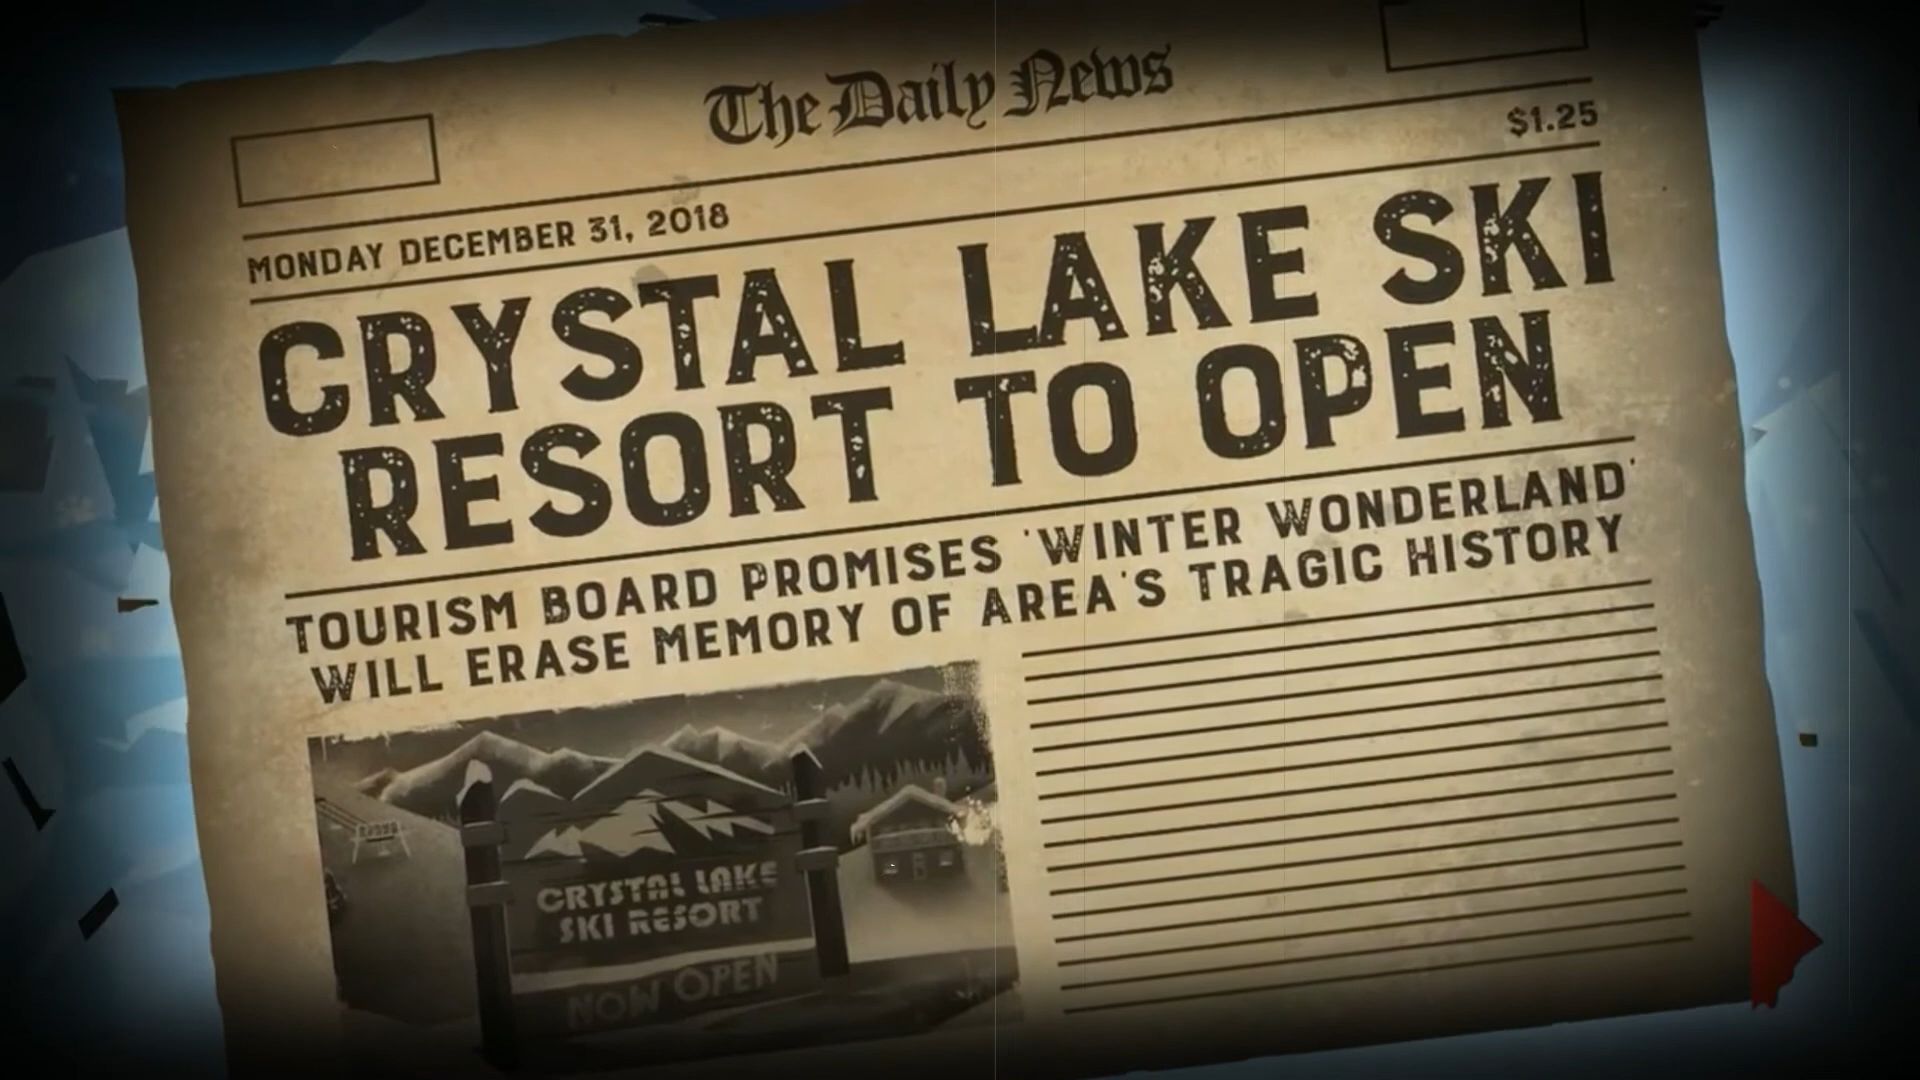 The Daily News
$1.25
MONDAY DECEMBER 31, 2018
CRYSTAL LAKE SKI
RESORT TO OPEN
TOURISM BOARD PROMISES 'WINTER WONDERLAND'
WILL ERASE MEMORY OF AREA'S TRAGIC HISTORY
CRYSTAL LAKE
SKI RESORT
NOW OPEN